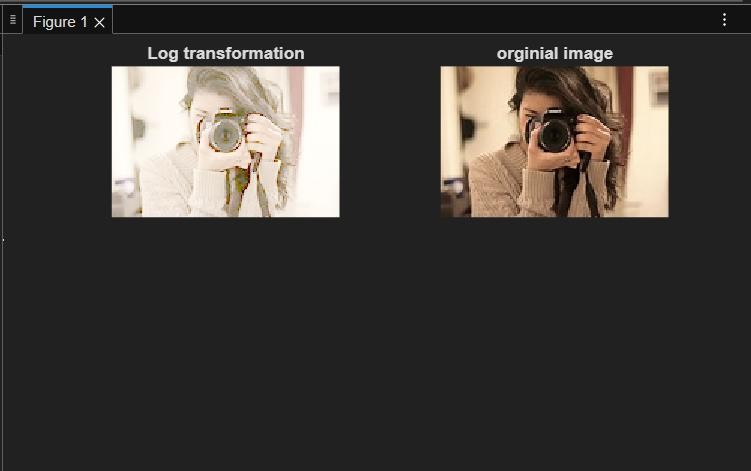 Figure 1
Log transformation
orginial image